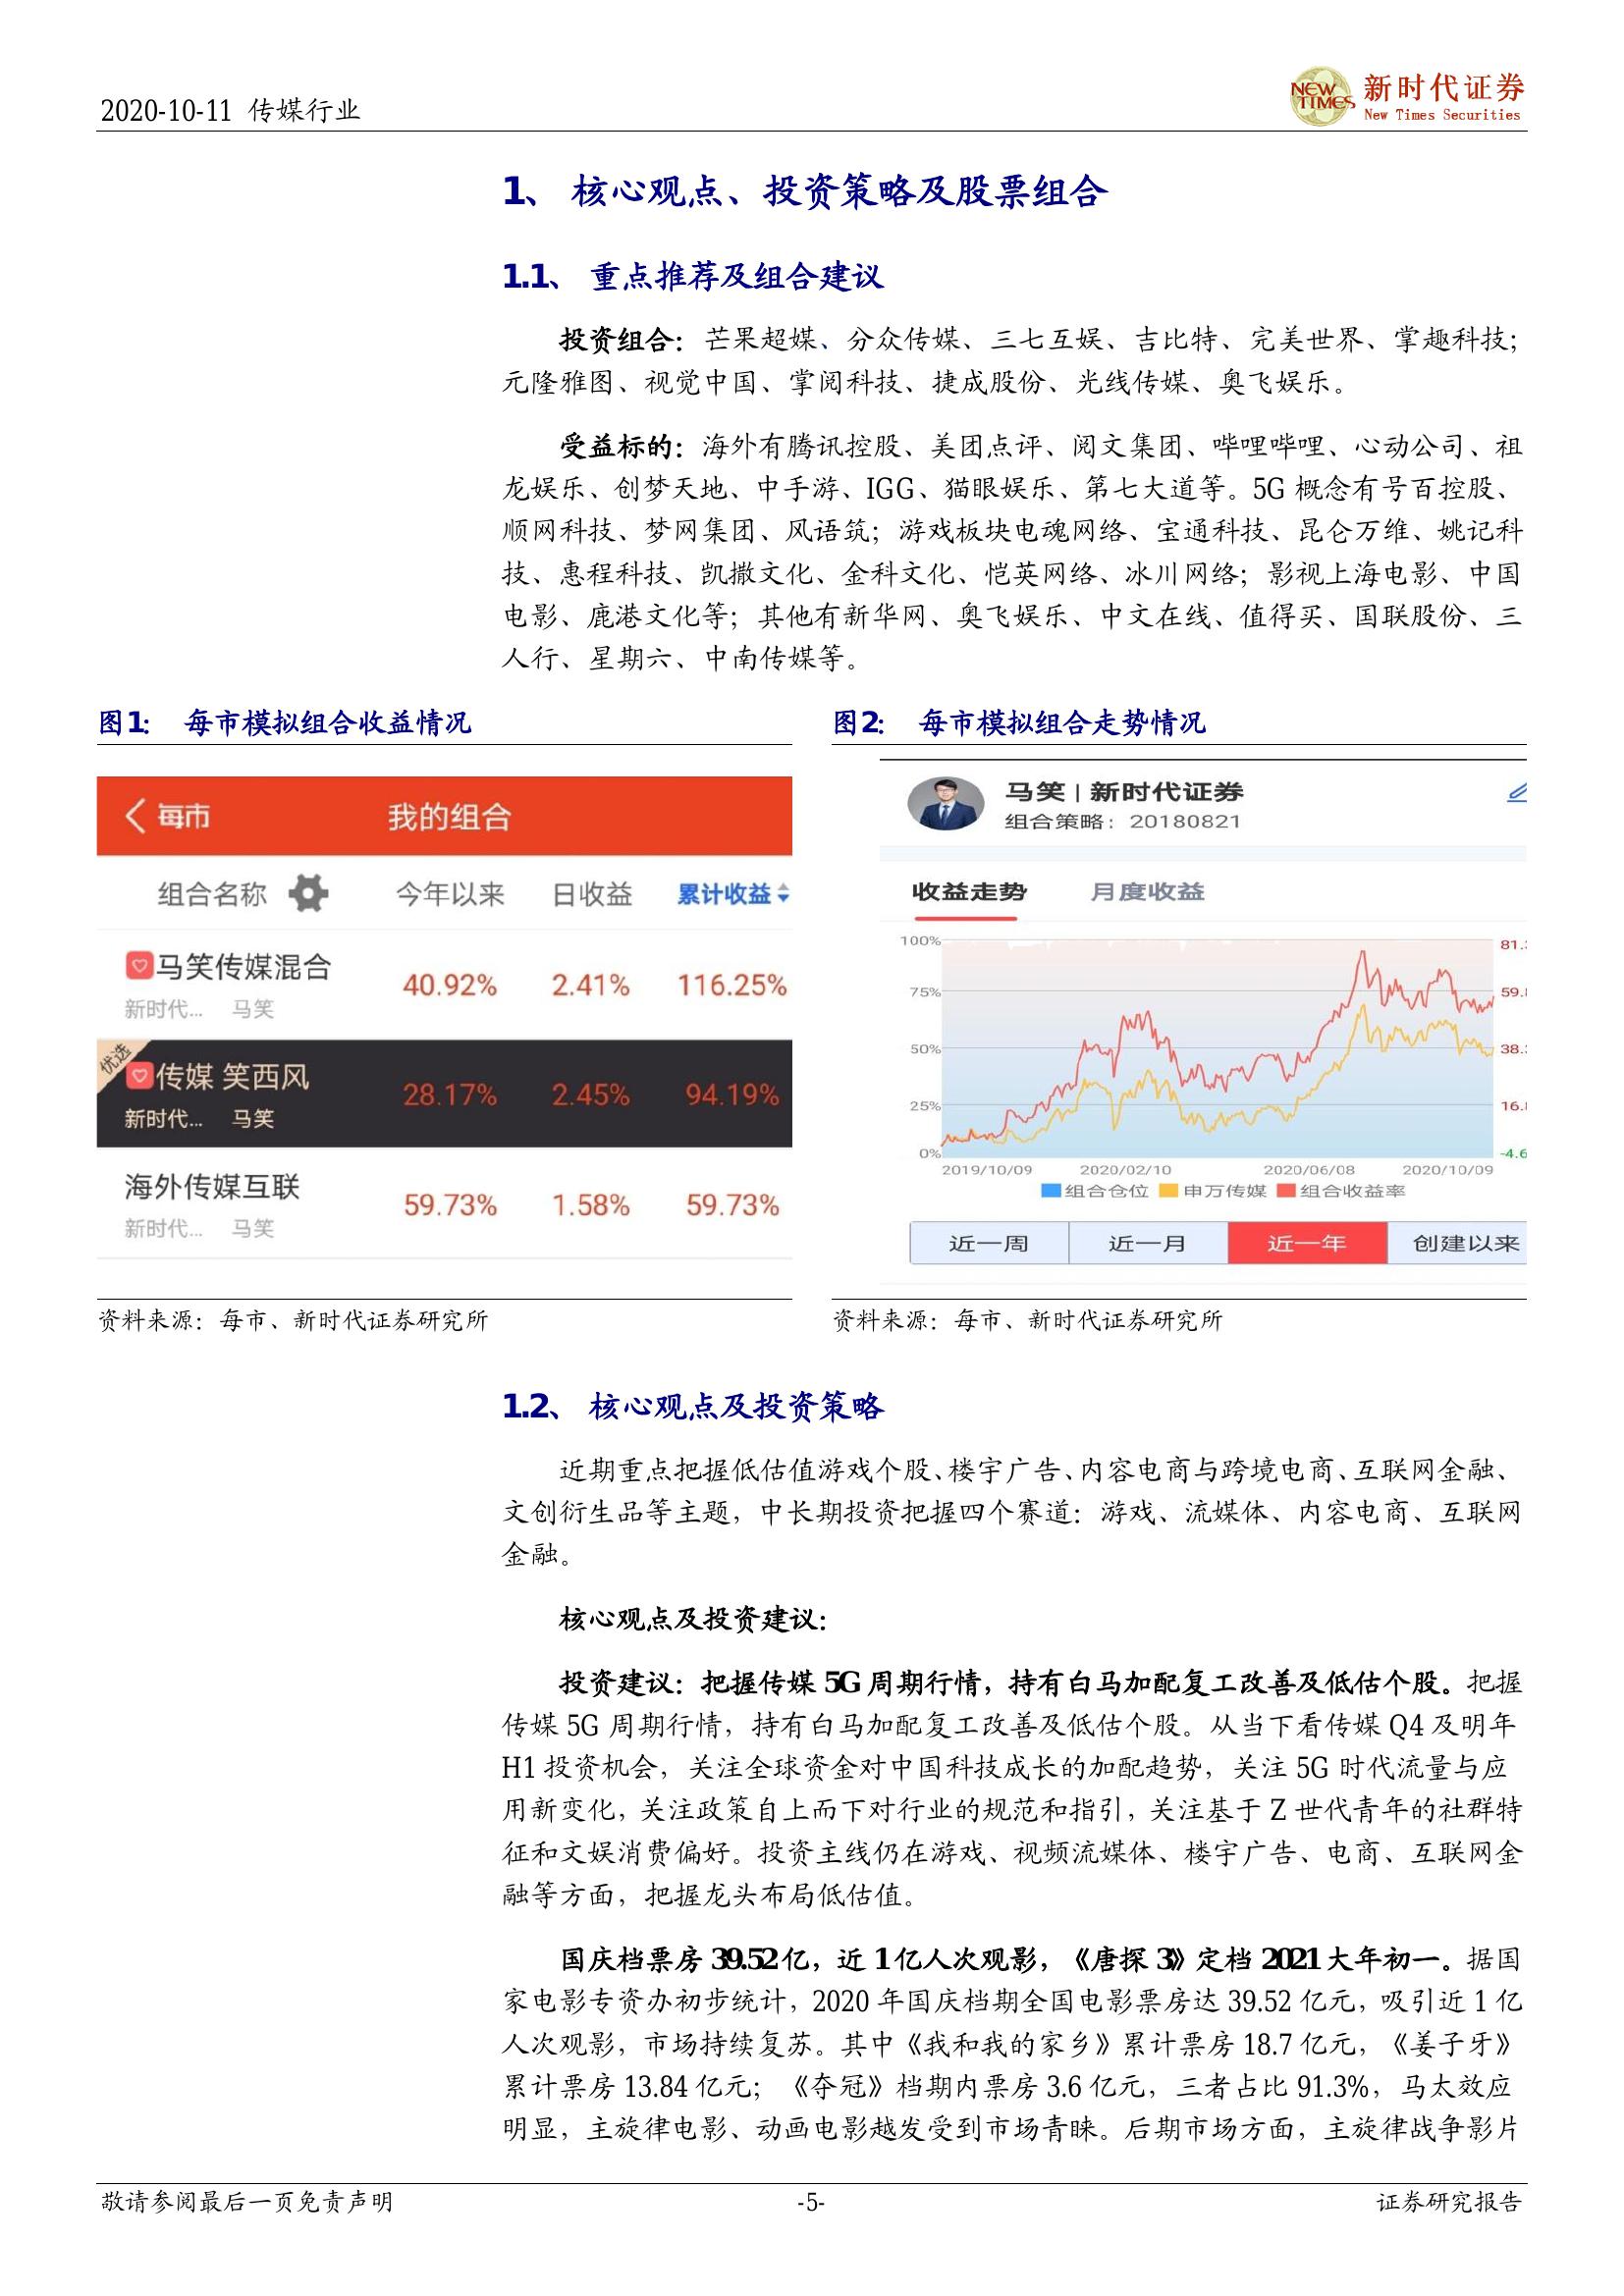 2020-10-11 传媒行业
NEW TIMES
新时代证券
New Times Securities
1、 核心观点、投资策略及股票组合
1.1、 重点推荐及组合建议
投资组合：芒果超媒、分众传媒、三七互娱、吉比特、完美世界、掌趣科技；
元隆雅图、视觉中国、掌阅科技、捷成股份、光线传媒、奥飞娱乐。
受益标的：海外有腾讯控股、美团点评、阅文集团、哔哩哔哩、心动公司、祖
龙娱乐、创梦天地、中手游、IGG、猫眼娱乐、第七大道等。5G 概念有号百控股、
顺网科技、梦网集团、风语筑；游戏板块电魂网络、宝通科技、昆仑万维、姚记科
技、惠程科技、凯撒文化、金科文化、恺英网络、冰川网络；影视上海电影、中国
电影、鹿港文化等；其他有新华网、奥飞娱乐、中文在线、值得买、国联股份、三
人行、星期六、中南传媒等。
图1： 每市模拟组合收益情况
每市 我的组合
组合名称 今年以来 日收益 累计收益
马笑传媒混合 40.92% 2.41% 116.25%
新时代... 马笑
优选
传媒 笑西风 28.17% 2.45% 94.19%
新时代... 马笑
海外传媒互联 59.73% 1.58% 59.73%
新时代... 马笑
资料来源：每市、新时代证券研究所
图2： 每市模拟组合走势情况
马笑 | 新时代证券
组合策略：20180821
收益走势 月度收益
100% 81.
75% 59.
50% 38.
25% 16.
0% -4.6
2019/10/09 2020/02/10 2020/06/08 2020/10/09
组合仓位 申万传媒 组合收益率
近一周 近一月 近一年 创建以来
资料来源：每市、新时代证券研究所
1.2、 核心观点及投资策略
近期重点把握低估值游戏个股、楼宇广告、内容电商与跨境电商、互联网金融、
文创衍生品等主题，中长期投资把握四个赛道：游戏、流媒体、内容电商、互联网
金融。
核心观点及投资建议：
投资建议：把握传媒 5G 周期行情，持有白马加配复工改善及低估个股。把握
传媒 5G 周期行情，持有白马加配复工改善及低估个股。从当下看传媒 Q4 及明年
H1 投资机会，关注全球资金对中国科技成长的加配趋势，关注 5G 时代流量与应
用新变化，关注政策自上而下对行业的规范和指引，关注基于 Z 世代青年的社群特
征和文娱消费偏好。投资主线仍在游戏、视频流媒体、楼宇广告、电商、互联网金
融等方面，把握龙头布局低估值。
国庆档票房 39.52 亿，近 1 亿人次观影，《唐探 3》定档 2021 大年初一。据国
家电影专资办初步统计，2020 年国庆档期全国电影票房达 39.52 亿元，吸引近 1 亿
人次观影，市场持续复苏。其中《我和我的家乡》累计票房 18.7 亿元，《姜子牙》
累计票房 13.84 亿元；《夺冠》档期内票房 3.6 亿元，三者占比 91.3%，马太效应
明显，主旋律电影、动画电影越发受到市场青睐。后期市场方面，主旋律战争影片
敬请参阅最后一页免责声明 -5- 证券研究报告